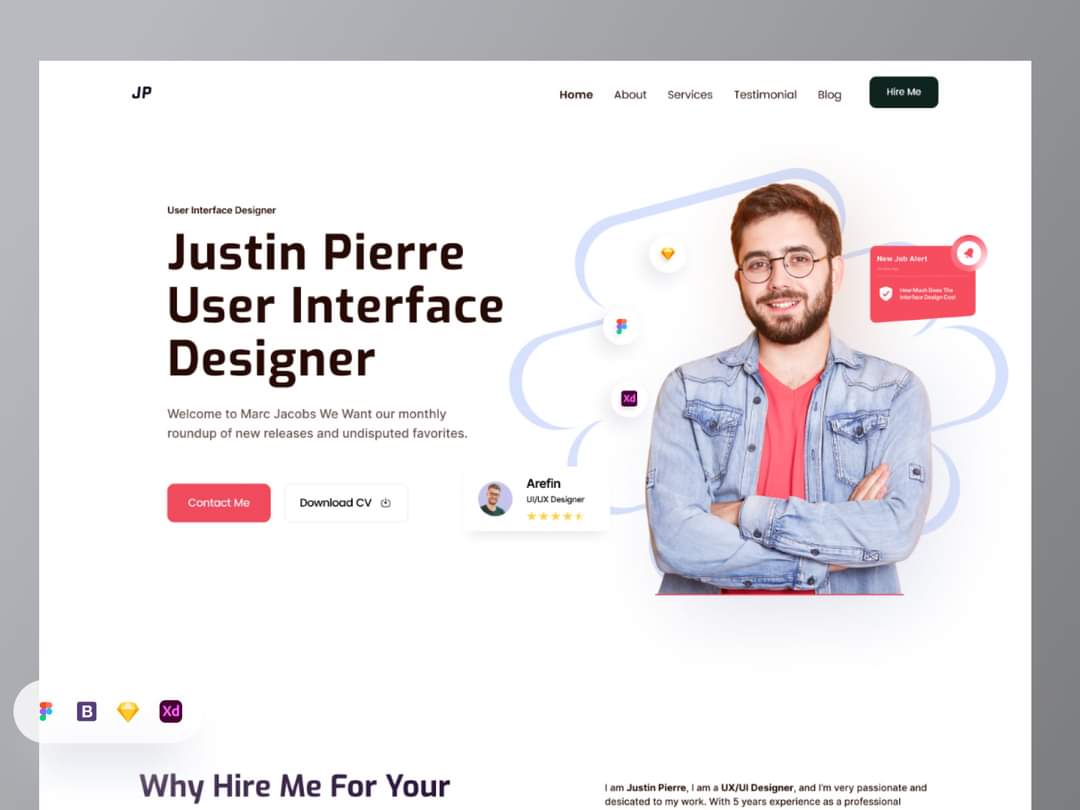 JP
Home
About
Services
Testimonial
Blog
Hire Me
User Interface Designer
Justin Pierre
User Interface
Designer
Welcome to Marc Jacobs We Want our monthly
roundup of new releases and undisputed favorites.
Contact Me
Download CV
New Job Alert
How Much Does The
Interface Design Cost
Xd
Arefin
UI/UX Designer
B
Xd
Why Hire Me For Your
I am Justin Pierre, I am a UX/UI Designer, and I'm very passionate and
desicated to my work. With 5 years experience as a professional